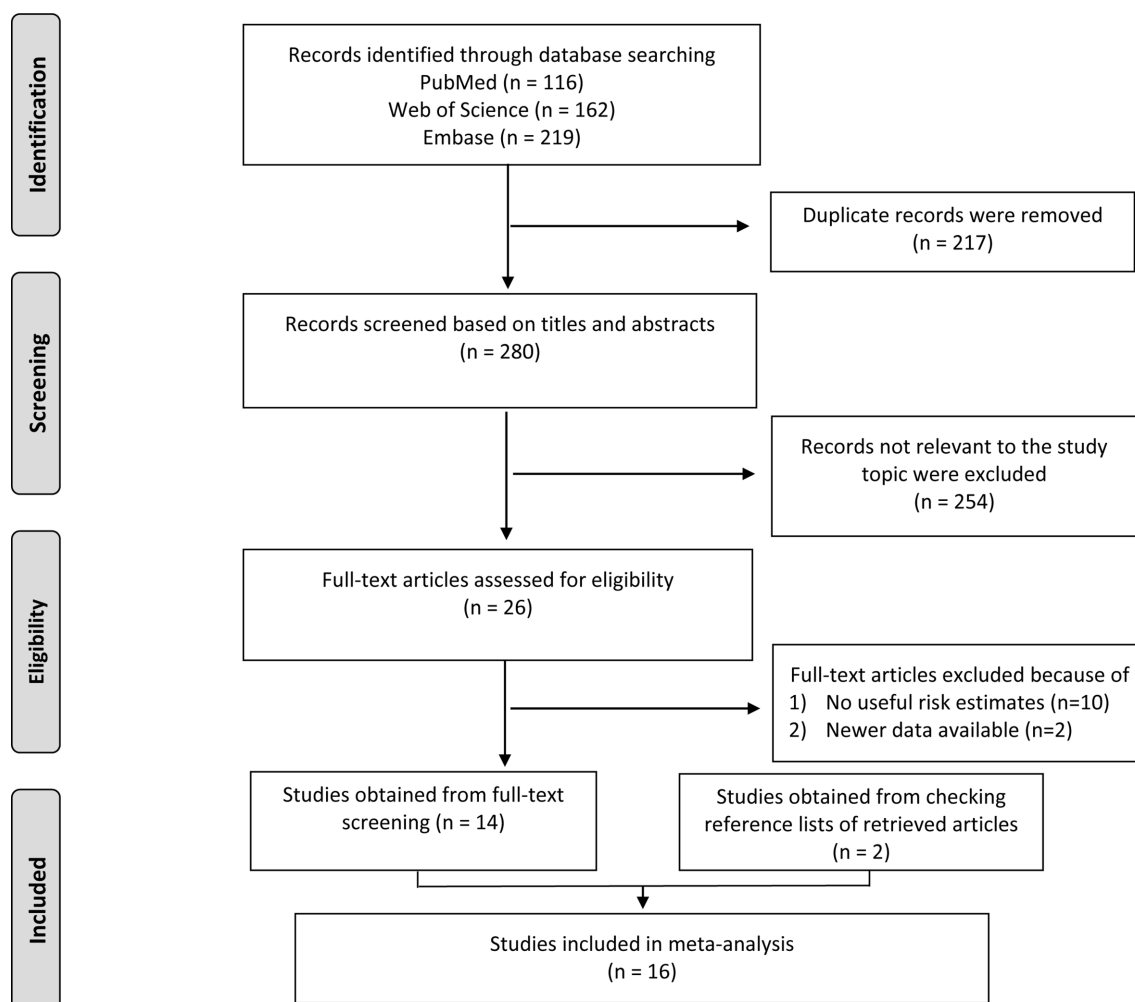 Identification
Records identified through database searching
PubMed (n = 116)
Web of Science (n = 162)
Embase (n = 219)
Duplicate records were removed
(n = 217)
Screening
Records screened based on titles and abstracts
(n = 280)
Records not relevant to the study
topic were excluded
(n = 254)
Eligibility
Full-text articles assessed for eligibility
(n = 26)
Full-text articles excluded because of
1) No useful risk estimates (n=10)
2) Newer data available (n=2)
Included
Studies obtained from full-text
screening (n = 14)
Studies obtained from checking
reference lists of retrieved articles
(n = 2)
Studies included in meta-analysis
(n = 16)